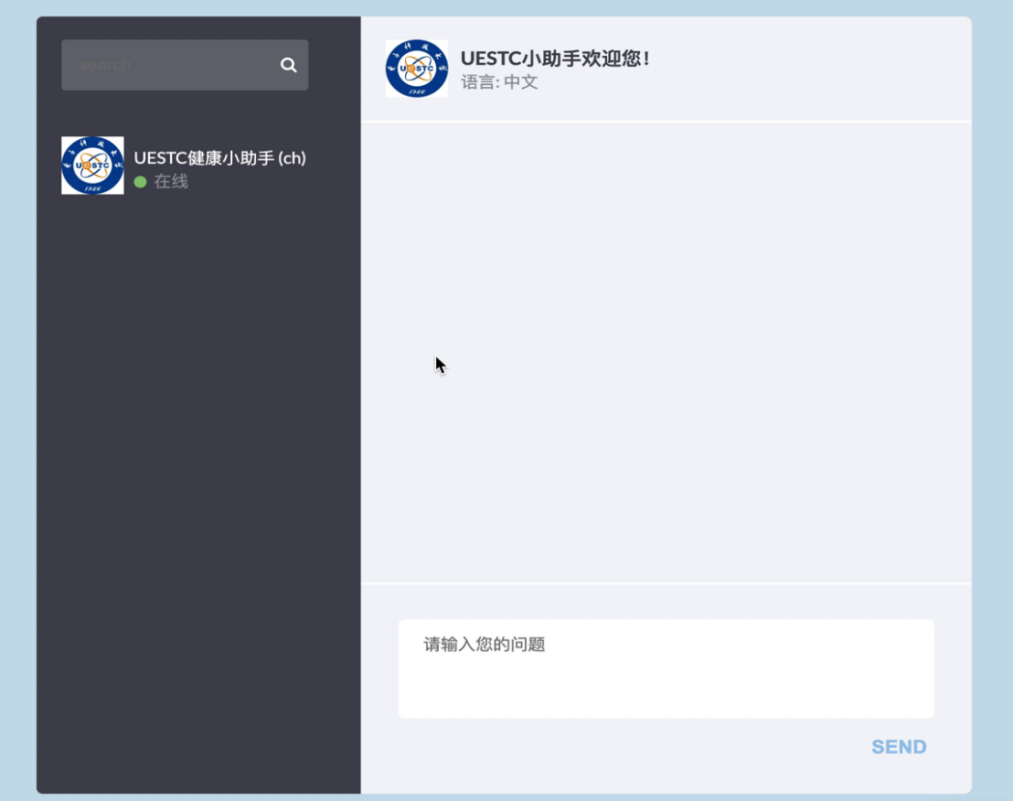 search
UESTC健康小助手 (ch)
在线
UESTC小助手欢迎您!
语言: 中文
请输入您的问题
SEND